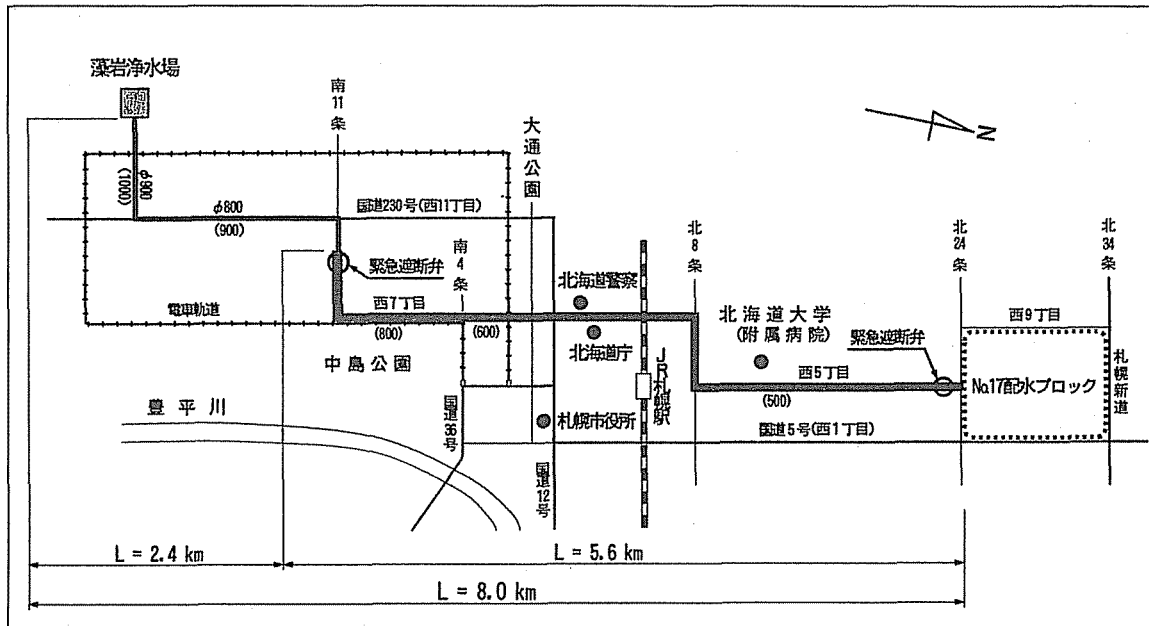 藻岩浄水場
南11条
大通公園
N
φ900
(1000)
φ800
(900)
国道230号(西11丁目)
南4条
緊急遮断弁
北8条
北24条
北34条
北海道警察
電車軌道
西7丁目
(800)
(600)
北海道庁
中島公園
JR札幌駅
北海道大学
(附属病院)
緊急遮断弁
西9丁目
西5丁目
(500)
No.17配水ブロック
札幌新道
豊平川
国道36号
札幌市役所
国道5号(西1丁目)
国道12号
L = 2.4 km
L = 5.6 km
L = 8.0 km